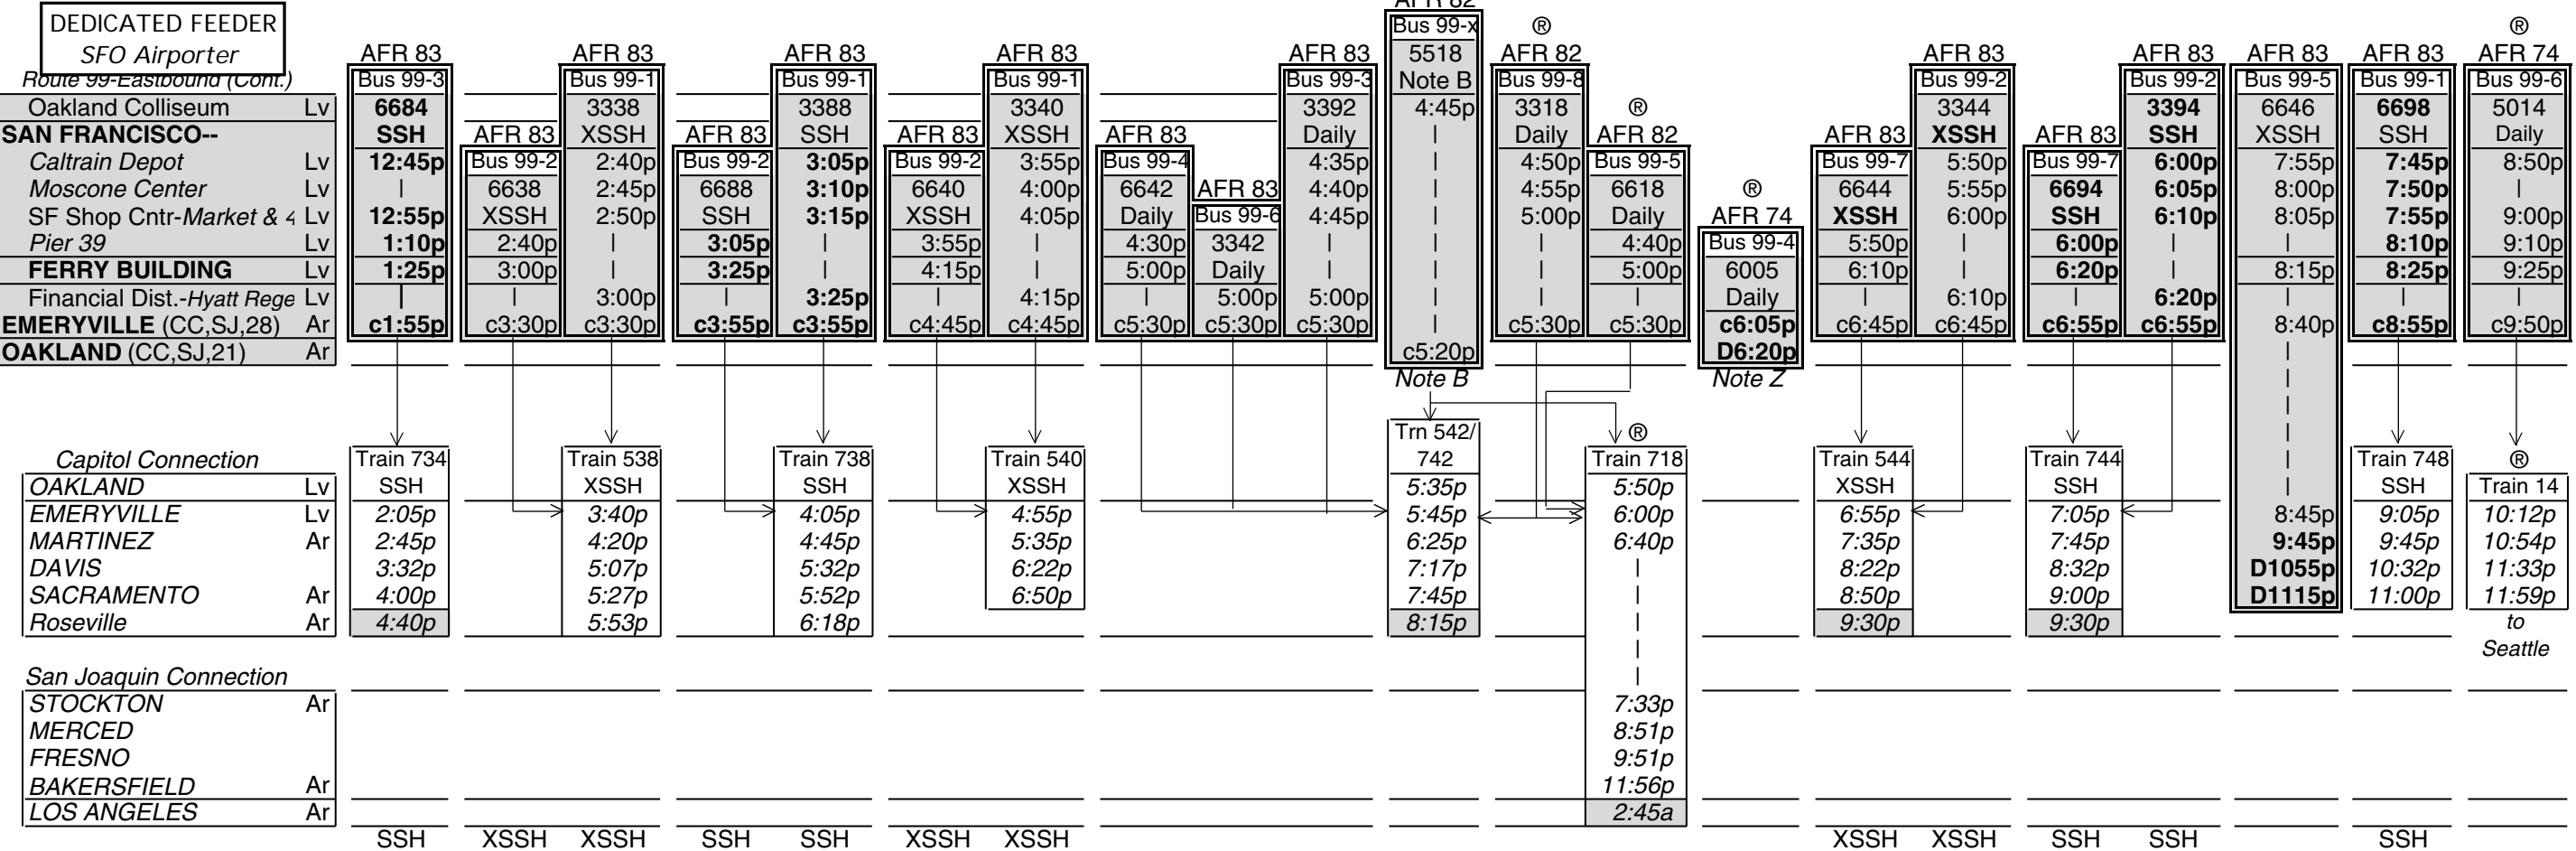 AFR 82
DEDICATED FEEDER Bus 99-x ® ®
SFO Airporter AFR 83 AFR 83 AFR 83 AFR 83 AFR 83 5518 AFR 82 AFR 83 AFR 83 AFR 83 AFR 83 AFR 74
Route 99-Eastbound (Cont.) Bus 99-3 Bus 99-1 Bus 99-1 Bus 99-1 Bus 99-3 Note B Bus 99-8 Bus 99-2 Bus 99-2 Bus 99-5 Bus 99-1 Bus 99-6
Oakland Colliseum Lv 6684 3338 3388 3340 3392 4:45p 3318 ® 3344 3394 6646 6698 5014
SAN FRANCISCO-- SSH AFR 83 XSSH AFR 83 SSH AFR 83 XSSH AFR 83 Daily | Daily AFR 82 AFR 83 XSSH AFR 83 SSH XSSH SSH Daily
Caltrain Depot Lv 12:45p Bus 99-2 2:40p Bus 99-2 3:05p Bus 99-2 3:55p Bus 99-4 4:35p | 4:50p Bus 99-5 Bus 99-7 5:50p Bus 99-7 6:00p 7:55p 7:45p 8:50p
Moscone Center Lv | 6638 2:45p 6688 3:10p 6640 4:00p 6642 AFR 83 4:40p | 4:55p 6618 ® 6644 5:55p 6694 6:05p 8:00p 7:50p |
SF Shop Cntr-Market & 4 Lv 12:55p XSSH 2:50p SSH 3:15p XSSH 4:05p Daily Bus 99-6 4:45p | 5:00p Daily AFR 74 XSSH 6:00p SSH 6:10p 8:05p 7:55p 9:00p
Pier 39 Lv 1:10p 2:40p | 3:05p | 3:55p | 4:30p 3342 | | | 4:40p Bus 99-4 5:50p | 6:00p | | 8:10p 9:10p
FERRY BUILDING Lv 1:25p 3:00p | 3:25p | 4:15p | 5:00p Daily | | | 5:00p 6005 6:10p | 6:20p | 8:15p 8:25p 9:25p
Financial Dist.-Hyatt Rege Lv | | 3:00p | 3:25p | 4:15p | 5:00p 5:00p | | | Daily | 6:10p | 6:20p | | |
EMERYVILLE (CC,SJ,28) Ar c1:55p c3:30p c3:30p c3:55p c3:55p c4:45p c4:45p c5:30p c5:30p c5:30p | c5:30p c5:30p c6:05p c6:45p c6:45p c6:55p c6:55p 8:40p c8:55p c9:50p
OAKLAND (CC,SJ,21) Ar c5:20p D6:20p |
Note B Note Z |
Trn 542/ ® |
Capitol Connection Train 734 Train 538 Train 738 Train 540 742 Train 718 Train 544 Train 744 | Train 748 ®
OAKLAND Lv SSH XSSH SSH XSSH 5:35p 5:50p XSSH SSH | SSH Train 14
EMERYVILLE Lv 2:05p 3:40p 4:05p 4:55p 5:45p 6:00p 6:55p 7:05p 8:45p 9:05p 10:12p
MARTINEZ Ar 2:45p 4:20p 4:45p 5:35p 6:25p 6:40p 7:35p 7:45p 9:45p 9:45p 10:54p
DAVIS 3:32p 5:07p 5:32p 6:22p 7:17p | 8:22p 8:32p D1055p 10:32p 11:33p
SACRAMENTO Ar 4:00p 5:27p 5:52p 6:50p 7:45p | 8:50p 9:00p D1115p 11:00p 11:59p
Roseville Ar 4:40p 5:53p 6:18p 8:15p | 9:30p 9:30p to
| Seattle
San Joaquin Connection |
STOCKTON Ar 7:33p
MERCED 8:51p
FRESNO 9:51p
BAKERSFIELD Ar 11:56p
LOS ANGELES Ar 2:45a
SSH XSSH XSSH SSH SSH XSSH XSSH XSSH XSSH SSH SSH SSH